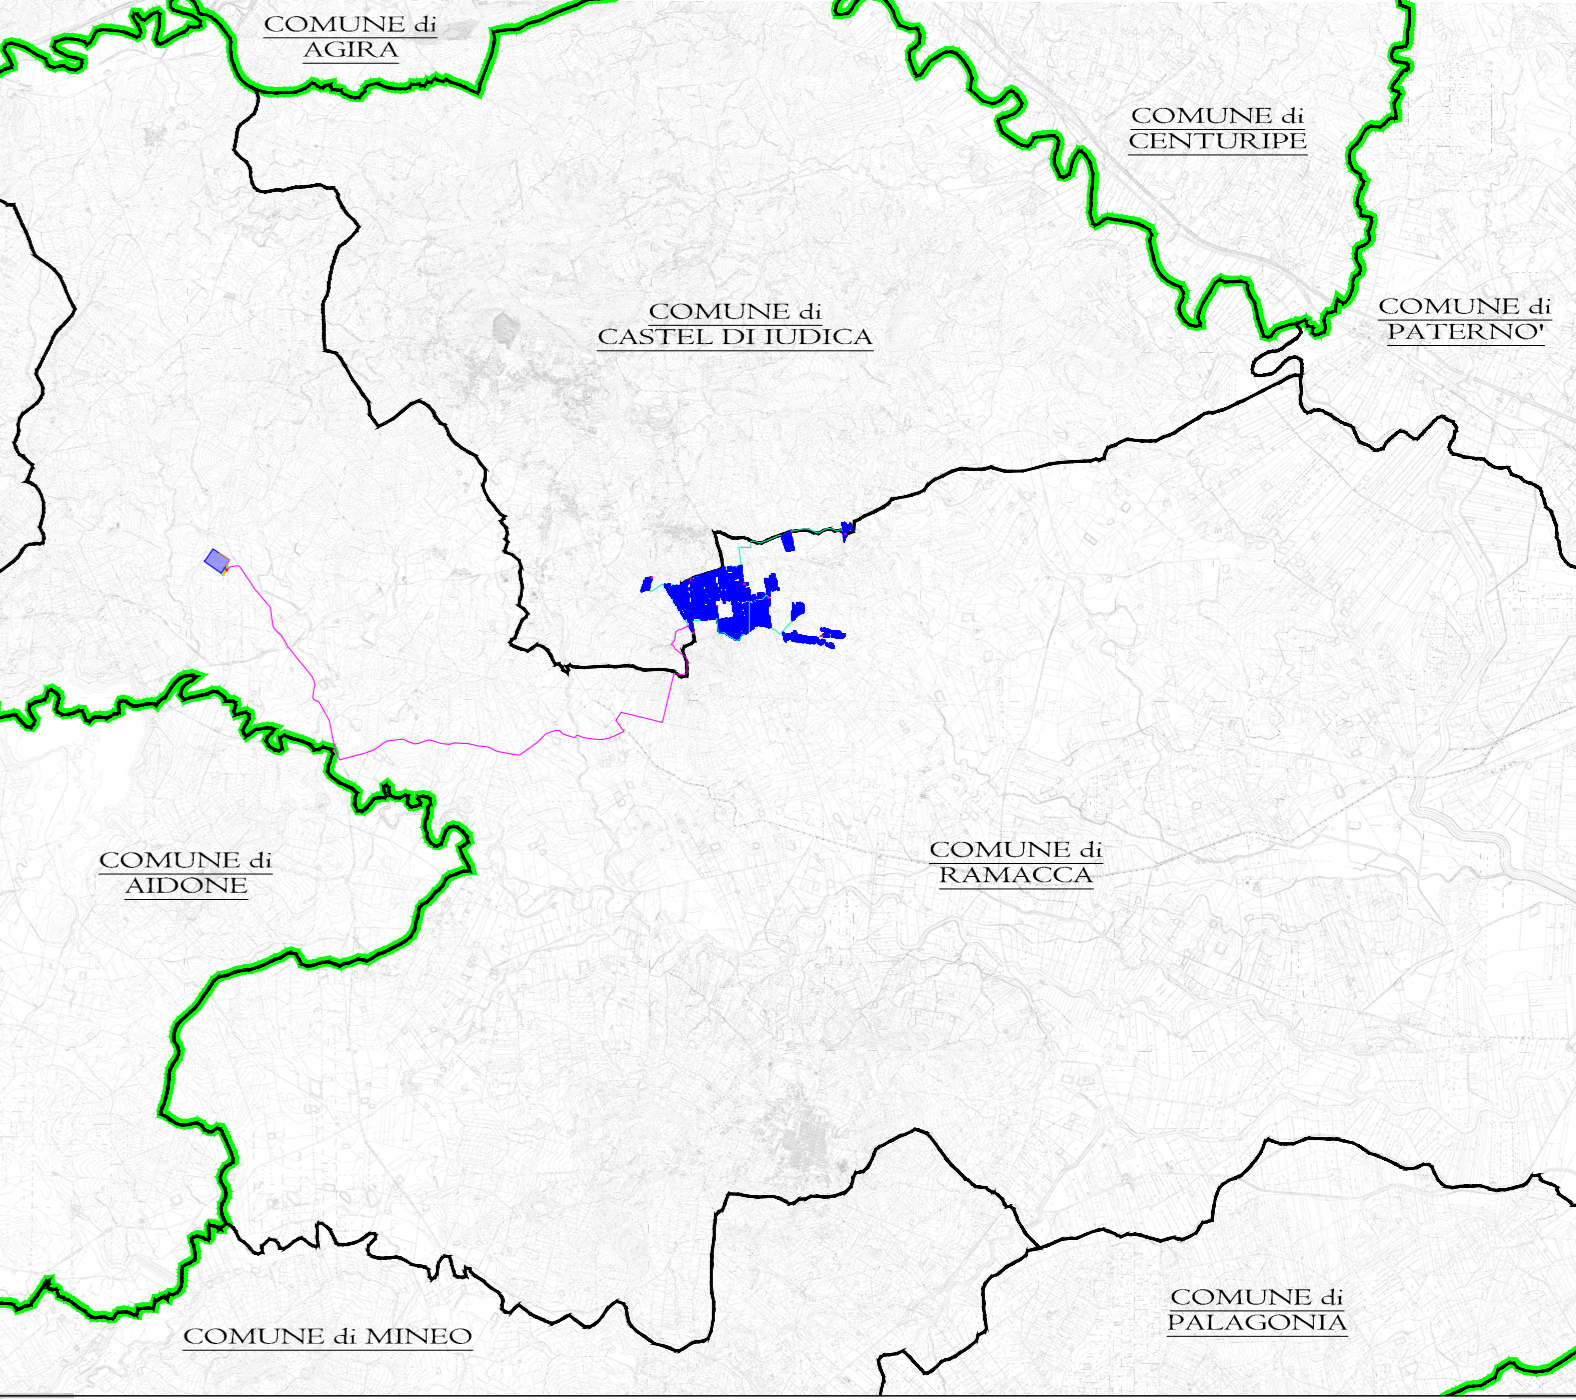 COMUNE di
AGIRA
COMUNE di
CENTURIPE
COMUNE di
CASTEL DI IUDICA
COMUNE di
PATERNO'
COMUNE di
AIDONE
COMUNE di
RAMACCA
COMUNE di
PALAGONIA
COMUNE di MINEO